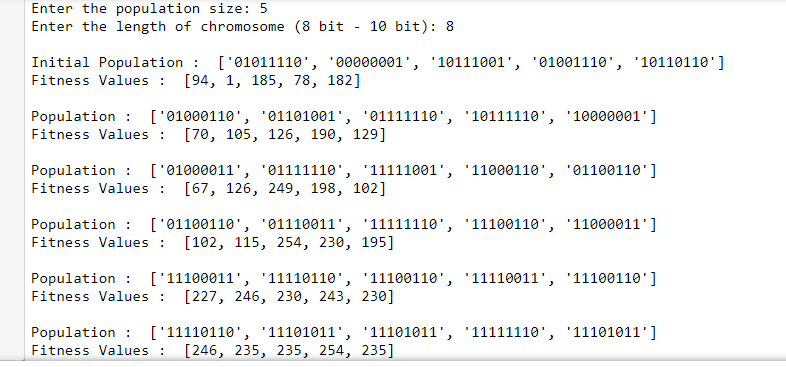 Enter the population size: 5
Enter the length of chromosome (8 bit - 10 bit): 8
Initial Population :  ['01011110', '00000001', '10111001', '01001110', '10110110']
Fitness Values :  [94, 1, 185, 78, 182]
Population :  ['01000110', '01101001', '01111110', '10111110', '10000001']
Fitness Values :  [70, 105, 126, 190, 129]
Population :  ['01000011', '01111110', '11111001', '11000110', '01100110']
Fitness Values :  [67, 126, 249, 198, 102]
Population :  ['01100110', '01110011', '11111110', '11100110', '11000011']
Fitness Values :  [102, 115, 254, 230, 195]
Population :  ['11100011', '11110110', '11100110', '11110011', '11100110']
Fitness Values :  [227, 246, 230, 243, 230]
Population :  ['11110110', '11101011', '11101011', '11111110', '11101011']
Fitness Values :  [246, 235, 235, 254, 235]